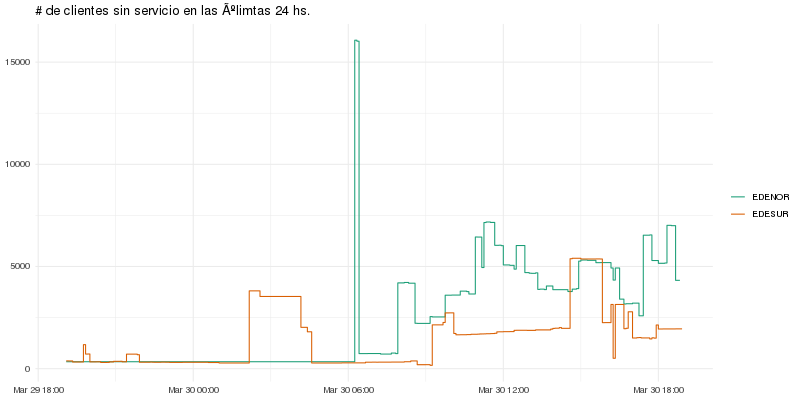 # de clientes sin servicio en las Ãºlimtas 24 hs.
15000
10000
5000
0
Mar 29 18:00
Mar 30 00:00
Mar 30 06:00
Mar 30 12:00
Mar 30 18:00
EDENOR
EDESUR